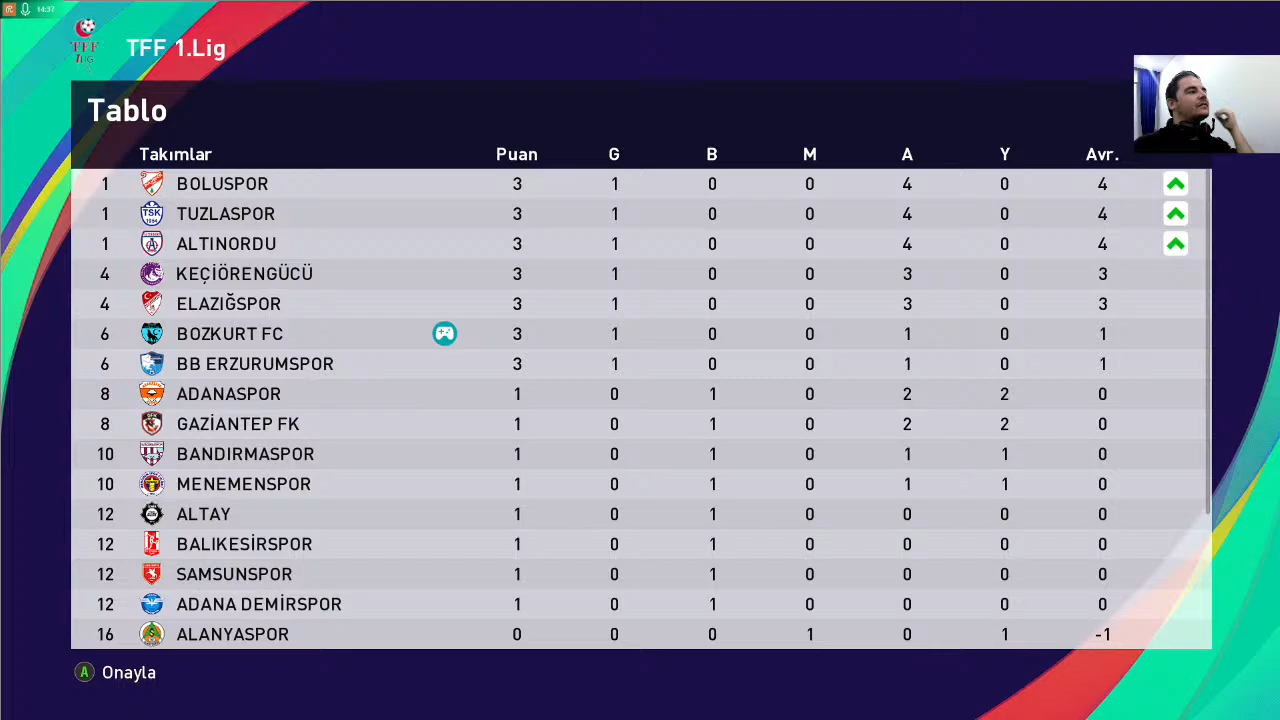 14:37
TFF 1.Lig
TFF
1.LIG
Tablo
Takımlar Puan G B M A Y Avr.
1 BOLUSPOR 3 1 0 0 4 0 4
1 TSK TUZLASPOR 3 1 0 0 4 0 4
1 ALTINORDU 3 1 0 0 4 0 4
4 KEÇİÖRENGÜCÜ 3 1 0 0 3 0 3
4 ELAZIĞSPOR 3 1 0 0 3 0 3
6 BOZKURT FC 3 1 0 0 1 0 1
6 BB ERZURUMSPOR 3 1 0 0 1 0 1
8 ADANASPOR 1 0 1 0 2 2 0
8 GAZİANTEP FK 1 0 1 0 2 2 0
10 BANDIRMASPOR 1 0 1 0 1 1 0
10 MENEMENSPOR 1 0 1 0 1 1 0
12 ALTAY 1 0 1 0 0 0 0
12 BALIKESİRSPOR 1 0 1 0 0 0 0
12 SAMSUNSPOR 1 0 1 0 0 0 0
12 ADANA DEMİRSPOR 1 0 1 0 0 0 0
16 ALANYASPOR 0 0 0 1 0 1 -1
A Onayla